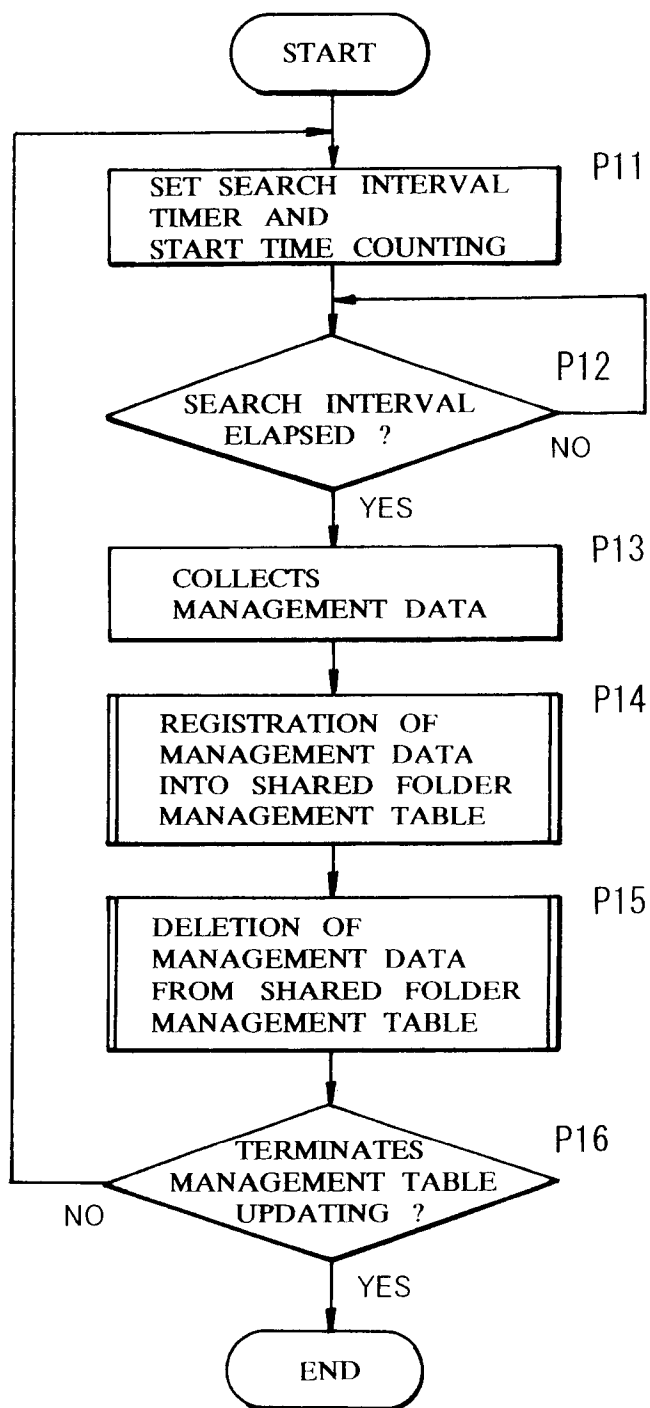 START
P11
SET SEARCH INTERVAL
TIMER AND
START TIME COUNTING
P12
SEARCH INTERVAL
ELAPSED ?
NO
YES
P13
COLLECTS
MANAGEMENT DATA
P14
REGISTRATION OF
MANAGEMENT DATA
INTO SHARED FOLDER
MANAGEMENT TABLE
P15
DELETION OF
MANAGEMENT DATA
FROM SHARED FOLDER
MANAGEMENT TABLE
P16
TERMINATES
MANAGEMENT TABLE
UPDATING ?
NO
YES
END